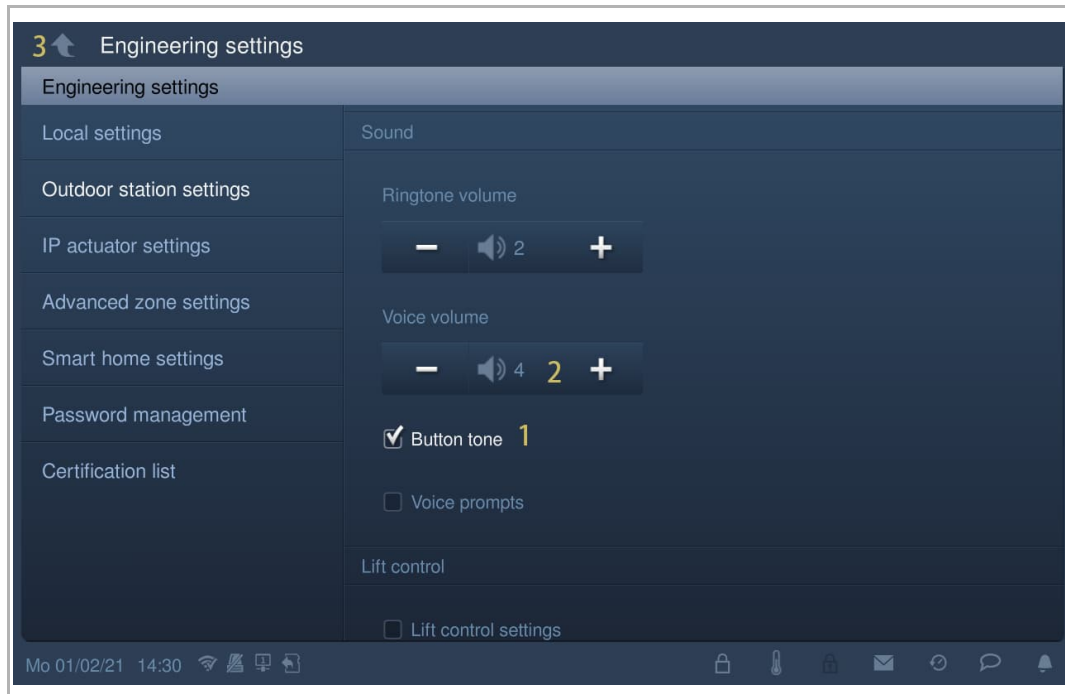 3 Engineering settings
Engineering settings
Local settings
Outdoor station settings
IP actuator settings
Advanced zone settings
Smart home settings
Password management
Certification list
Sound
Ringtone volume
− 2 +
Voice volume
− 4 2 +
Button tone 1
Voice prompts
Lift control
Lift control settings
Mo 01/02/21 14:30